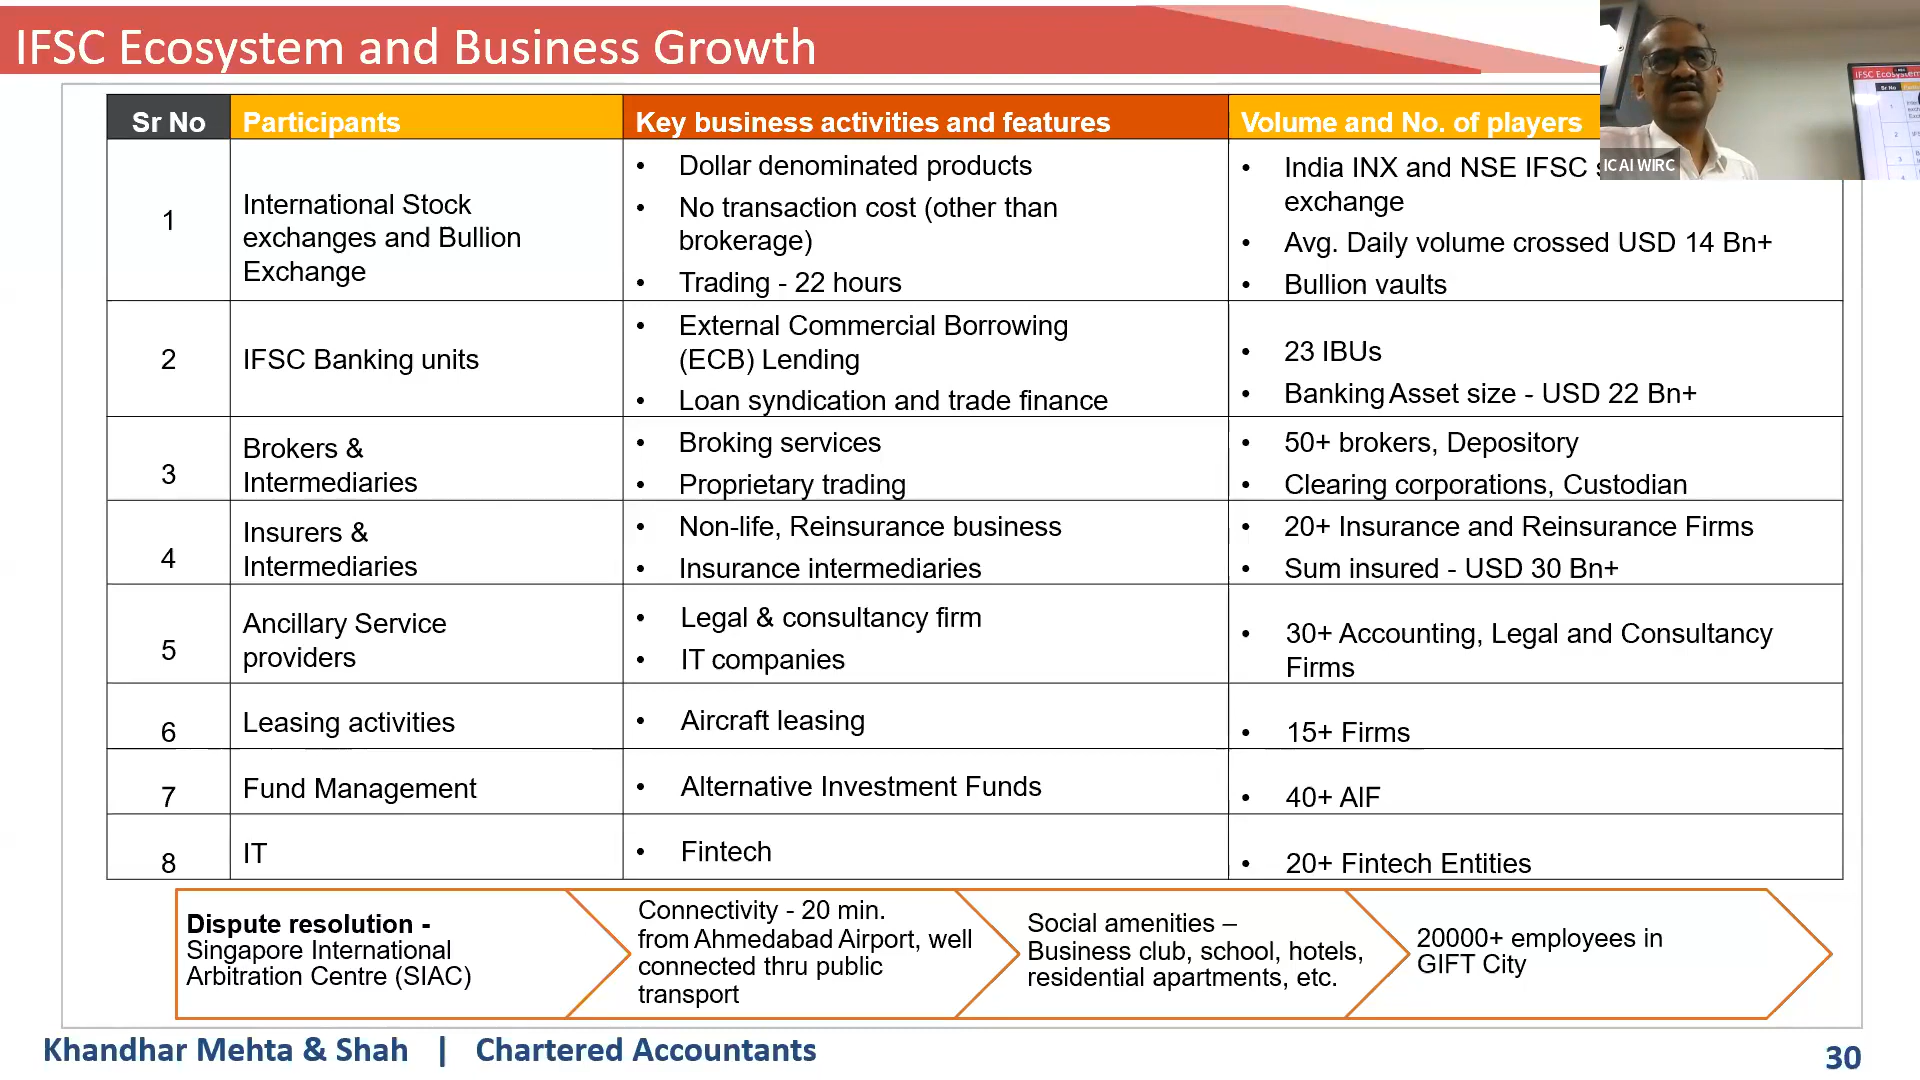 IFSC Ecosystem and Business Growth
Sr No
Participants
Key business activities and features
Volume and No. of players
1
International Stock
exchanges and Bullion
Exchange
• Dollar denominated products
• No transaction cost (other than
brokerage)
• Trading - 22 hours
• India INX and NSE IFSC
exchange
• Avg. Daily volume crossed USD 14 Bn+
• Bullion vaults
2
IFSC Banking units
• External Commercial Borrowing
(ECB) Lending
• Loan syndication and trade finance
• 23 IBUs
• Banking Asset size - USD 22 Bn+
3
Brokers &
Intermediaries
• Broking services
• Proprietary trading
• 50+ brokers, Depository
• Clearing corporations, Custodian
4
Insurers &
Intermediaries
• Non-life, Reinsurance business
• Insurance intermediaries
• 20+ Insurance and Reinsurance Firms
• Sum insured - USD 30 Bn+
5
Ancillary Service
providers
• Legal & consultancy firm
• IT companies
• 30+ Accounting, Legal and Consultancy
Firms
6
Leasing activities
• Aircraft leasing
• 15+ Firms
7
Fund Management
• Alternative Investment Funds
• 40+ AIF
8
IT
• Fintech
• 20+ Fintech Entities
Dispute resolution -
Singapore International
Arbitration Centre (SIAC)
Connectivity - 20 min.
from Ahmedabad Airport, well
connected thru public
transport
Social amenities –
Business club, school, hotels,
residential apartments, etc.
20000+ employees in
GIFT City
Khandhar Mehta & Shah | Chartered Accountants
30
ICAI WIRC